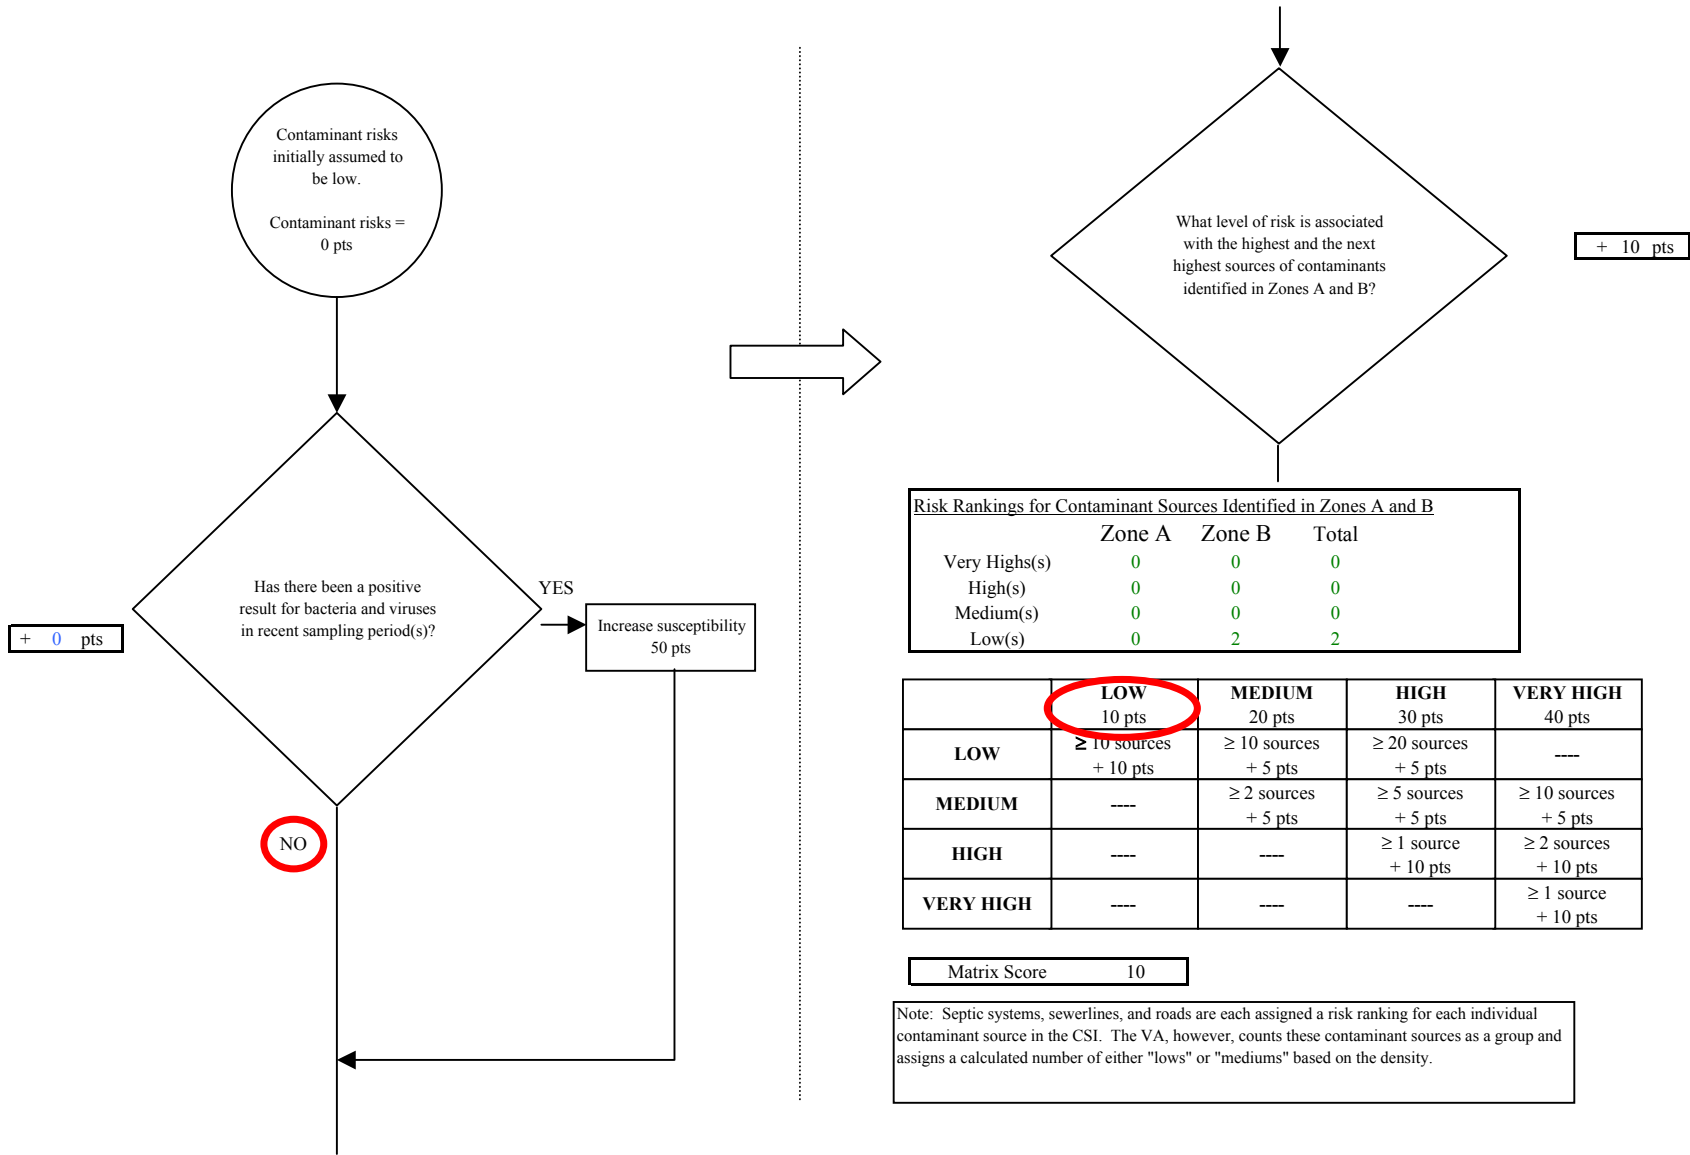 Contaminant risks
initially assumed to
be low.
Contaminant risks =
0 pts
Has there been a positive
result for bacteria and viruses
in recent sampling period(s)?
+ 0 pts
YES
Increase susceptibility
50 pts
NO
What level of risk is associated
with the highest and the next
highest sources of contaminants
identified in Zones A and B?
+ 10 pts
Risk Rankings for Contaminant Sources Identified in Zones A and B
Zone A Zone B Total
Very Highs(s) 0 0 0
High(s) 0 0 0
Medium(s) 0 0 0
Low(s) 0 2 2
LOW MEDIUM HIGH VERY HIGH
10 pts 20 pts 30 pts 40 pts
LOW ≥ 10 sources ≥ 10 sources ≥ 20 sources ----
+ 10 pts + 5 pts + 5 pts
MEDIUM ---- ≥ 2 sources ≥ 5 sources ≥ 10 sources
+ 5 pts + 5 pts + 5 pts
HIGH ---- ---- ≥ 1 source ≥ 2 sources
+ 10 pts + 10 pts
VERY HIGH ---- ---- ---- ≥ 1 source
+ 10 pts
Matrix Score 10
Note: Septic systems, sewerlines, and roads are each assigned a risk ranking for each individual
contaminant source in the CSI. The VA, however, counts these contaminant sources as a group and
assigns a calculated number of either "lows" or "mediums" based on the density.